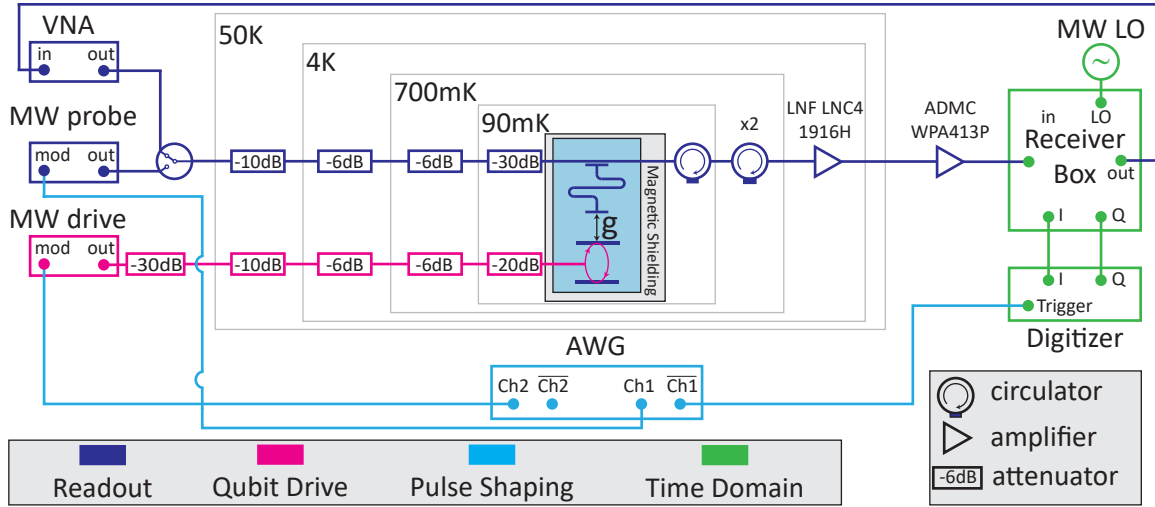 VNA
in out
MW probe
mod out
MW drive
mod out
50K
4K
700mK
90mK
-10dB -6dB -6dB -30dB
-30dB -10dB -6dB -6dB -20dB
g
Magnetic Shielding
x2
LNF LNC4
1916H
ADMC
WPA413P
MW LO
~
in LO
Receiver
Box
out
I Q
I Q
Trigger
Digitizer
AWG
Ch2 C̅h̅2̅ Ch1 C̅h̅1̅
circulator
amplifier
-6dB attenuator
Readout Qubit Drive Pulse Shaping Time Domain